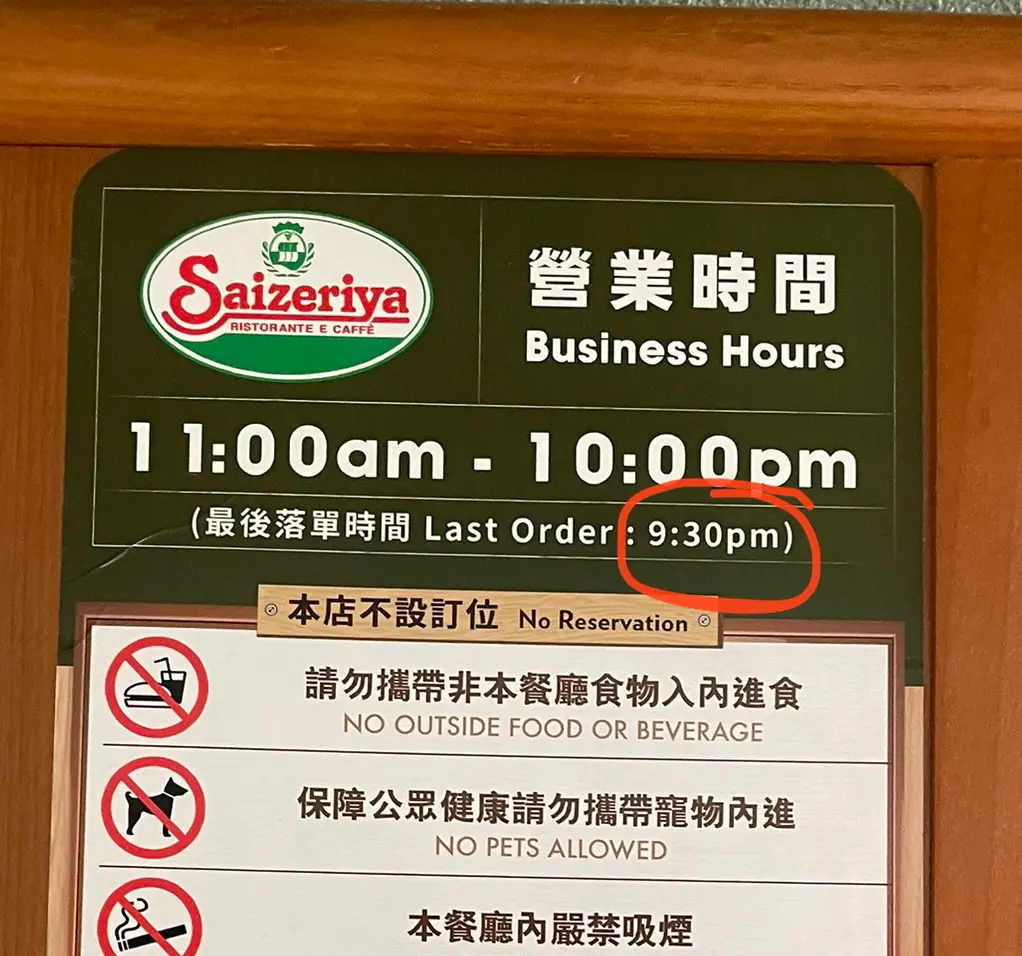 Saizeriya
RISTORANTE E CAFFÈ
營業時間
Business Hours
11:00am - 10:00pm
(最後落單時間 Last Order : 9:30pm)
本店不設訂位 No Reservation
請勿攜帶非本餐廳食物入內進食
NO OUTSIDE FOOD OR BEVERAGE
保障公眾健康請勿攜帶寵物內進
NO PETS ALLOWED
本餐廳內嚴禁吸煙